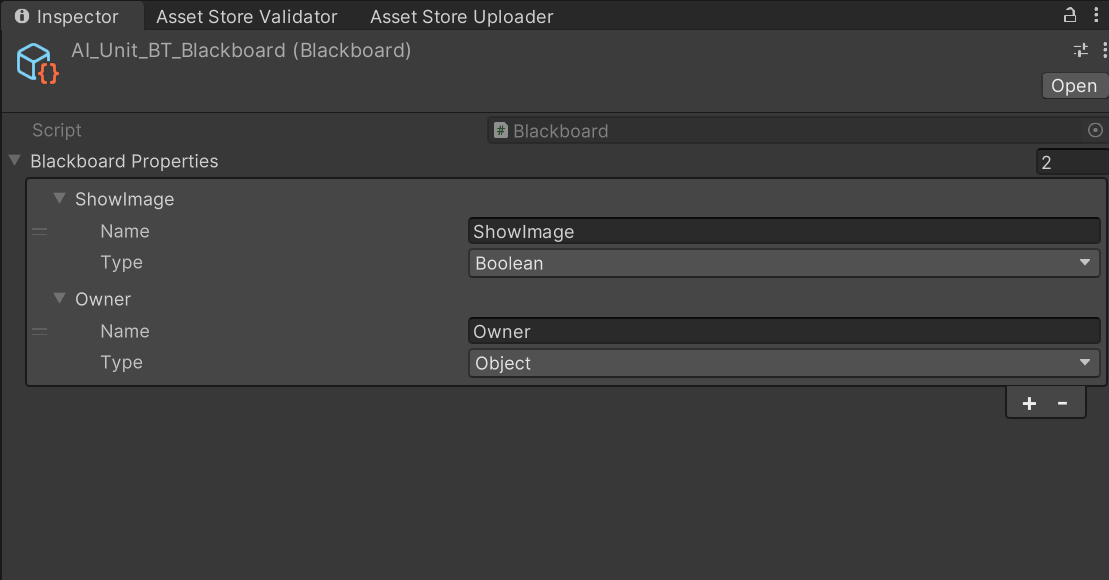 Inspector Asset Store Validator Asset Store Uploader
AI_Unit_BT_Blackboard (Blackboard)
Open
Script Blackboard
Blackboard Properties 2
ShowImage
Name ShowImage
Type Boolean
Owner
Name Owner
Type Object
+ -